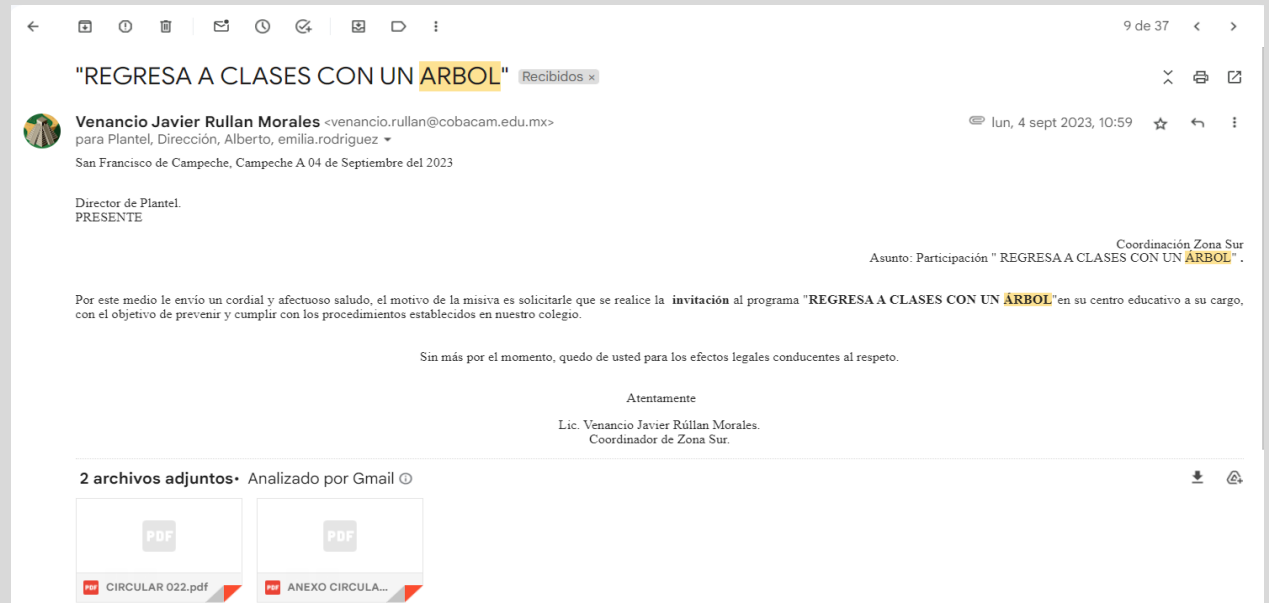 9 de 37
"REGRESA A CLASES CON UN ARBOL" Recibidos ×
Venancio Javier Rullan Morales <venancio.rullan@cobacam.edu.mx> lun, 4 sept 2023, 10:59
para Plantel, Dirección, Alberto, emilia.rodriguez
San Francisco de Campeche, Campeche A 04 de Septiembre del 2023
Director de Plantel.
PRESENTE
Coordinación Zona Sur
Asunto: Participación " REGRESA A CLASES CON UN ÁRBOL" .
Por este medio le envío un cordial y afectuoso saludo, el motivo de la misiva es solicitarle que se realice la invitación al programa "REGRESA A CLASES CON UN ÁRBOL"en su centro educativo a su cargo,
con el objetivo de prevenir y cumplir con los procedimientos establecidos en nuestro colegio.
Sin más por el momento, quedo de usted para los efectos legales conducentes al respeto.
Atentamente
Lic. Venancio Javier Rúllan Morales.
Coordinador de Zona Sur.
2 archivos adjuntos• Analizado por Gmail
PDF PDF
PDF CIRCULAR 022.pdf PDF ANEXO CIRCULA...